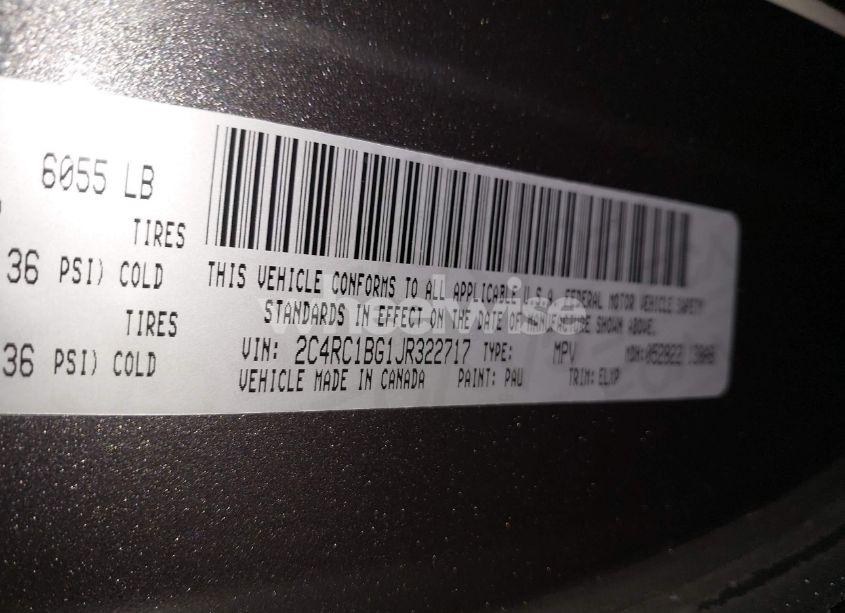 6055 LB
TIRES
36 PSI) COLD
THIS VEHICLE CONFORMS TO ALL APPLICABLE U.S.A. FEDERAL MOTOR VEHICLE SAFETY
STANDARDS IN EFFECT ON THE DATE OF MANUFACTURE SHOWN ABOVE.
TIRES
VIN: 2C4RC1BG1JR322717 TYPE: MPV MDH:
36 PSI) COLD
VEHICLE MADE IN CANADA PAINT: PAU TRIM: